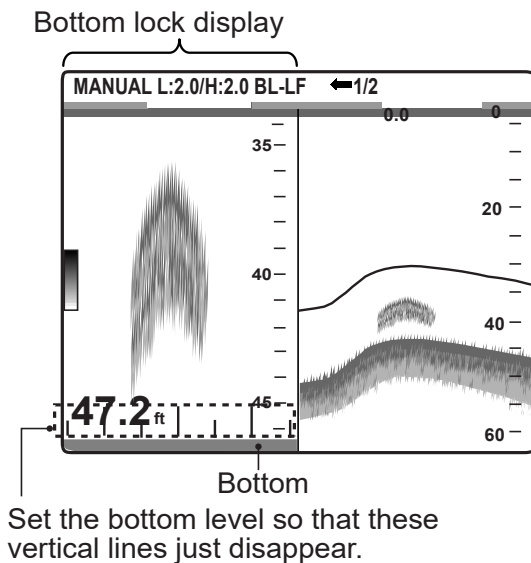 Bottom lock display
MANUAL L:2.0/H:2.0 BL-LF ⬅1/2
0.0
0
35
20
40
40
45
47.2 ft
60
Bottom
Set the bottom level so that these
vertical lines just disappear.